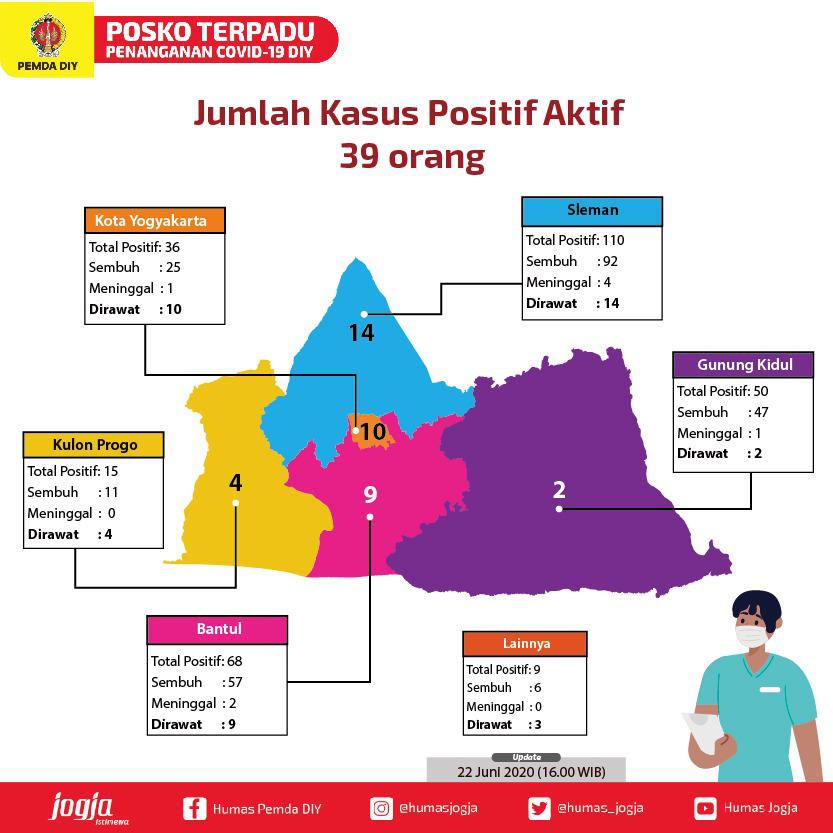 PEMDA DIY
POSKO TERPADU
PENANGANAN COVID-19 DIY
Jumlah Kasus Positif Aktif
39 orang
Kota Yogyakarta
Total Positif: 36
Sembuh : 25
Meninggal : 1
Dirawat : 10
Sleman
Total Positif: 110
Sembuh : 92
Meninggal : 4
Dirawat : 14
Gunung Kidul
Total Positif: 50
Sembuh : 47
Meninggal : 1
Dirawat : 2
Kulon Progo
Total Positif: 15
Sembuh : 11
Meninggal : 0
Dirawat : 4
14
10
4
9
2
Bantul
Total Positif: 68
Sembuh : 57
Meninggal : 2
Dirawat : 9
Lainnya
Total Positif: 9
Sembuh : 6
Meninggal : 0
Dirawat : 3
Update
22 Juni 2020 (16.00 WIB)
jogja
istimewa
Humas Pemda DIY
@humasjogja
@humas_jogja
Humas Jogja